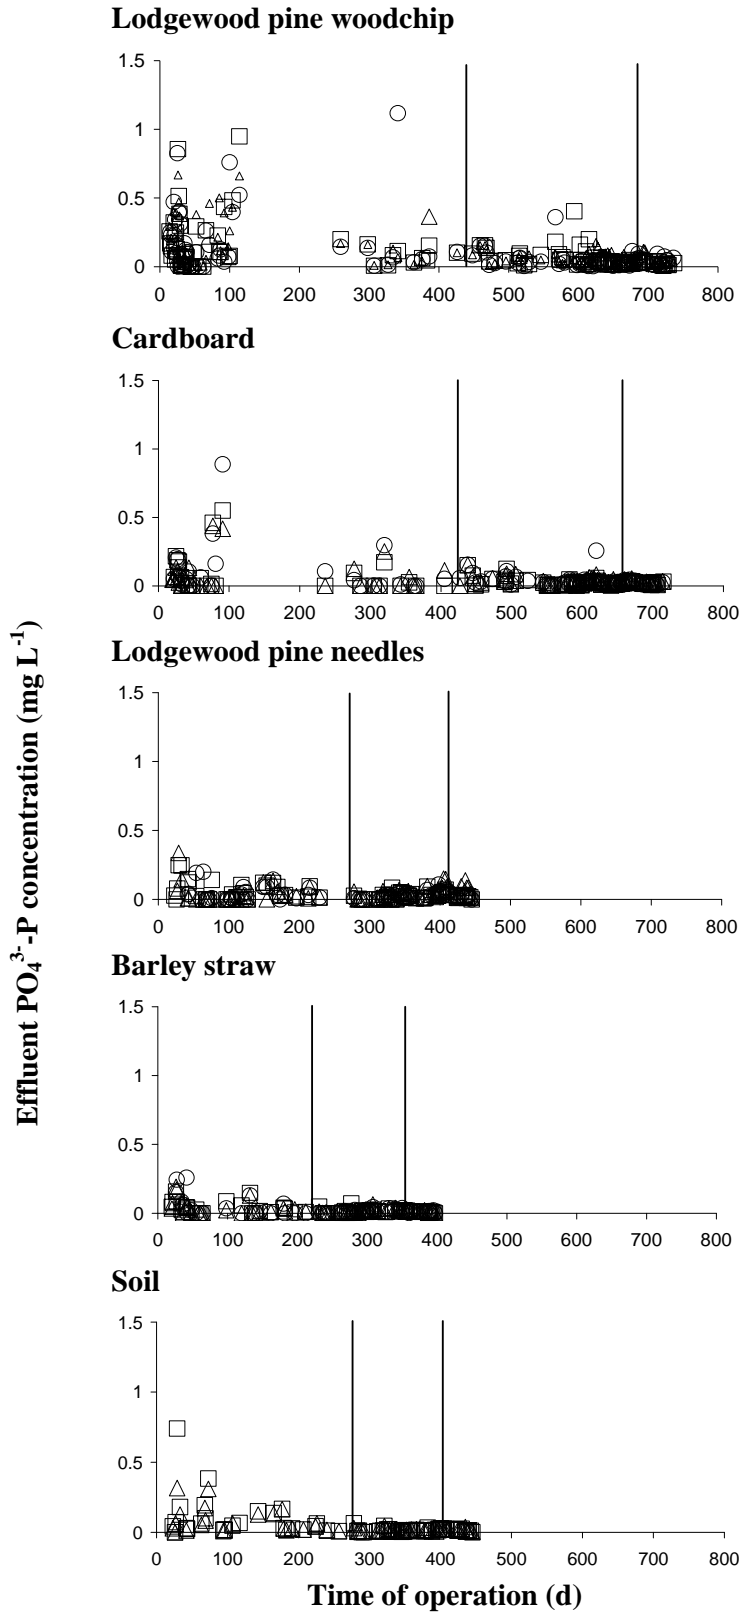 Lodgewood pine woodchip
1.5
1
0.5
0
0 100 200 300 400 500 600 700 800
Cardboard
1.5
1
0.5
0
0 100 200 300 400 500 600 700 800
Lodgewood pine needles
1.5
1
0.5
0
0 100 200 300 400 500 600 700 800
Barley straw
1.5
1
0.5
0
0 100 200 300 400 500 600 700 800
Soil
1.5
1
0.5
0
0 100 200 300 400 500 600 700 800
Time of operation (d)
Effluent PO₄³⁻-P concentration (mg L⁻¹)